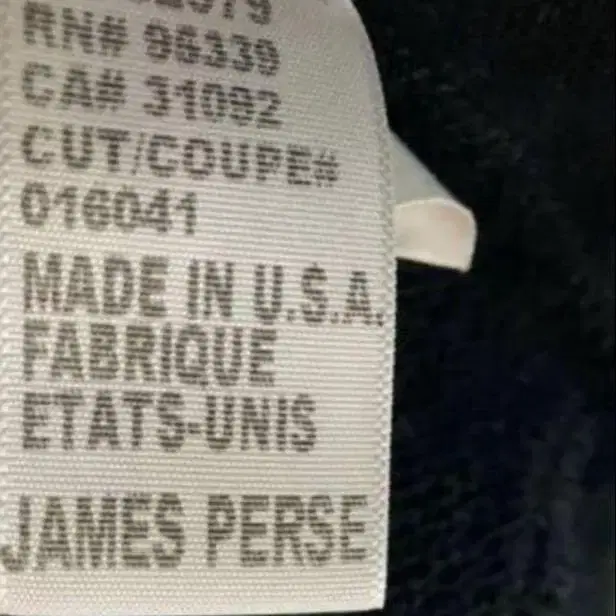 RN# 96339
CA# 31092
CUT/COUPE#
016041
MADE IN U.S.A.
FABRIQUE
ETATS-UNIS
JAMES PERSE